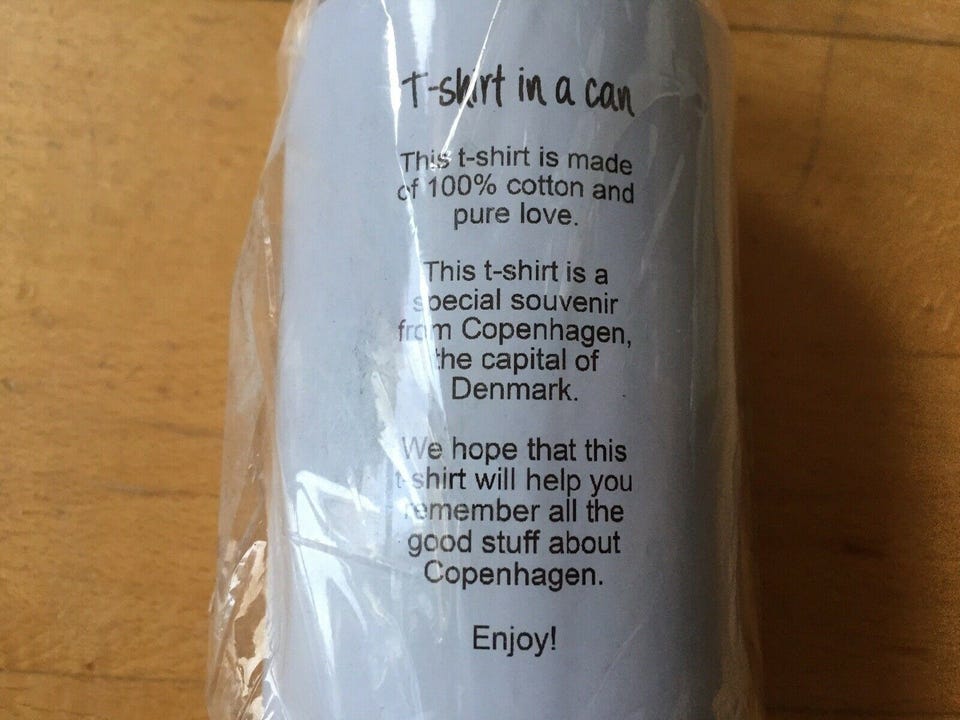 T-shirt in a can
This t-shirt is made
of 100% cotton and
pure love.
This t-shirt is a
special souvenir
from Copenhagen,
the capital of
Denmark.
We hope that this
t-shirt will help you
remember all the
good stuff about
Copenhagen.
Enjoy!